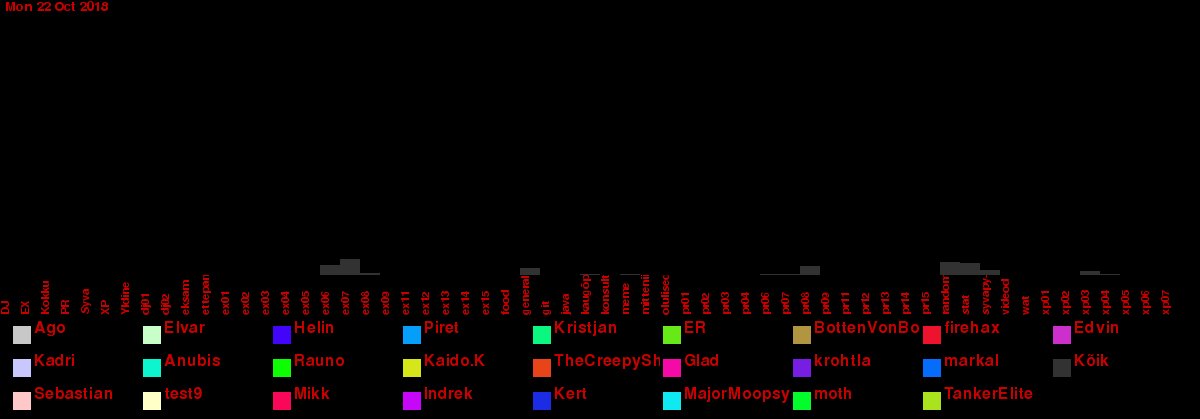 Mon 22 Oct 2018
DJ
EX
Kokku
PR
Syva
XP
Yldine
dj01
dj02
eksam
ettepan
ex01
ex02
ex03
ex04
ex05
ex06
ex07
ex08
ex09
ex11
ex12
ex13
ex14
ex15
food
general
git
java
kaugõp
konsult
meme
mitteni
olulisec
pr01
pr02
pr03
pr04
pr06
pr07
pr08
pr09
pr11
pr12
pr13
pr14
pr15
random
stat
syvapy-
videod
wat
xp01
xp02
xp03
xp04
xp05
xp06
xp07
Ago Elvar Helin Piret Kristjan ER BottenVonBo firehax Edvin
Kadri Anubis Rauno Kaido.K TheCreepySh Glad krohtla markal Kõik
Sebastian test9 Mikk Indrek Kert MajorMoopsy moth TankerElite